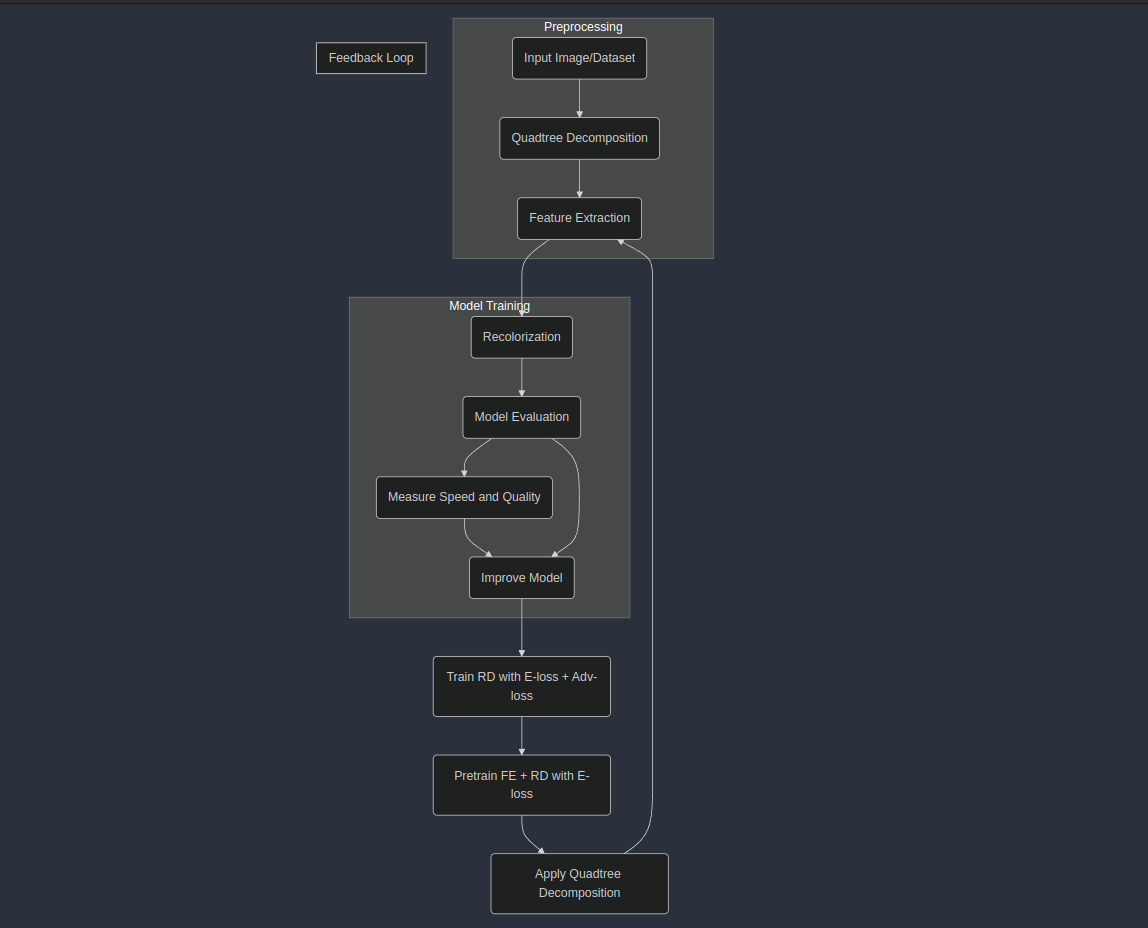 Preprocessing
Feedback Loop
Input Image/Dataset
Quadtree Decomposition
Feature Extraction
Model Training
Recolorization
Model Evaluation
Measure Speed and Quality
Improve Model
Train RD with E-loss + Adv-
loss
Pretrain FE + RD with E-
loss
Apply Quadtree
Decomposition